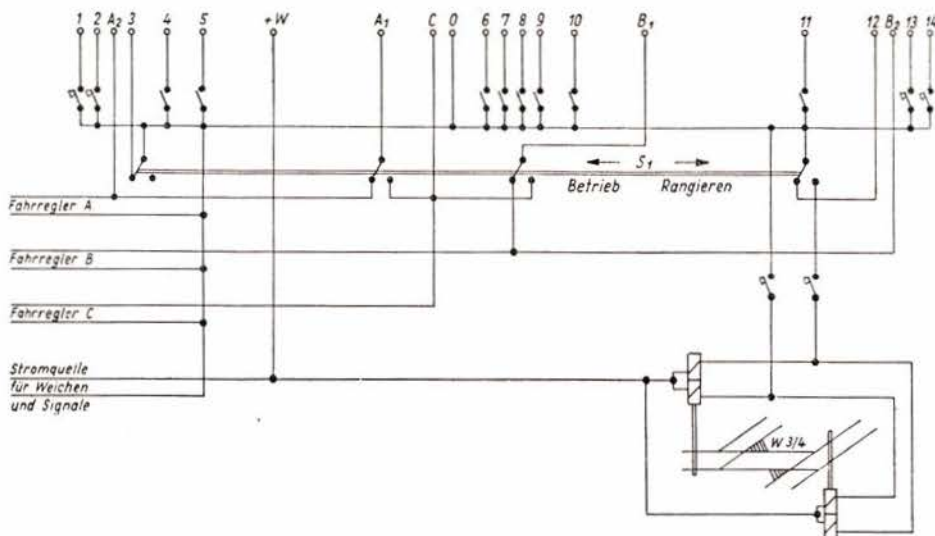 1 2 A2 3 4 5 +W A1 C 0 6 7 8 9 10 B1 11 12 B2 13 14
S1
Betrieb Rangieren
Fahrregler A
Fahrregler B
Fahrregler C
Stromquelle
für Weichen
und Signale
W 3/4